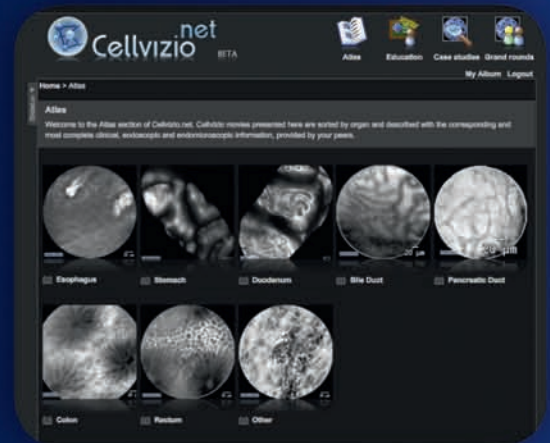 Cellvizio.net
BETA
Atlas Education Case studies Grand rounds
My Album Logout
Home > Atlas
Atlas
Welcome to the Atlas section of Cellvizio.net. Cellvizio movies presented here are sorted by organ and described with the corresponding and
most complete clinical, endoscopic and endomicroscopic information, provided by your peers.
20 µm
Esophagus Stomach Duodenum Bile Duct Pancreatic Duct
Colon Rectum Other